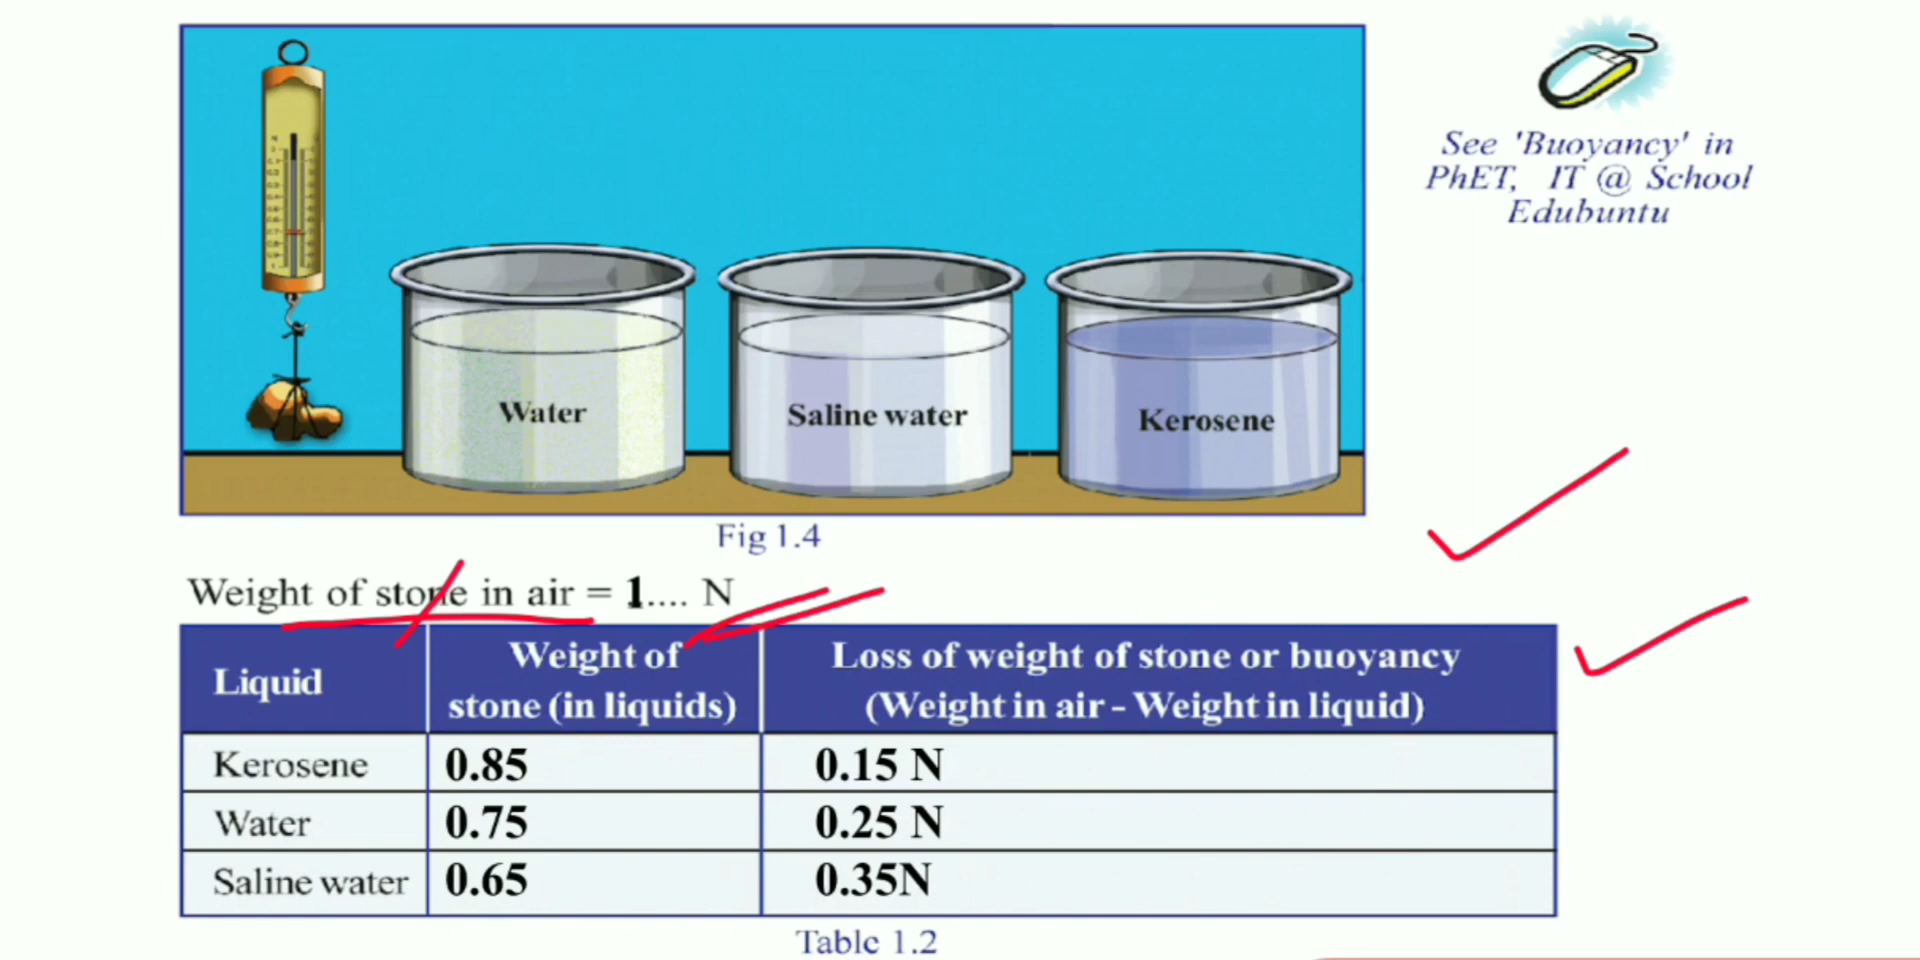 See 'Buoyancy' in
PhET, IT @ School
Edubuntu
Water
Saline water
Kerosene
Fig 1.4
Weight of stone in air = 1.... N
Liquid
Weight of
stone (in liquids)
Loss of weight of stone or buoyancy
(Weight in air - Weight in liquid)
Kerosene 0.85 0.15 N
Water 0.75 0.25 N
Saline water 0.65 0.35N
Table 1.2